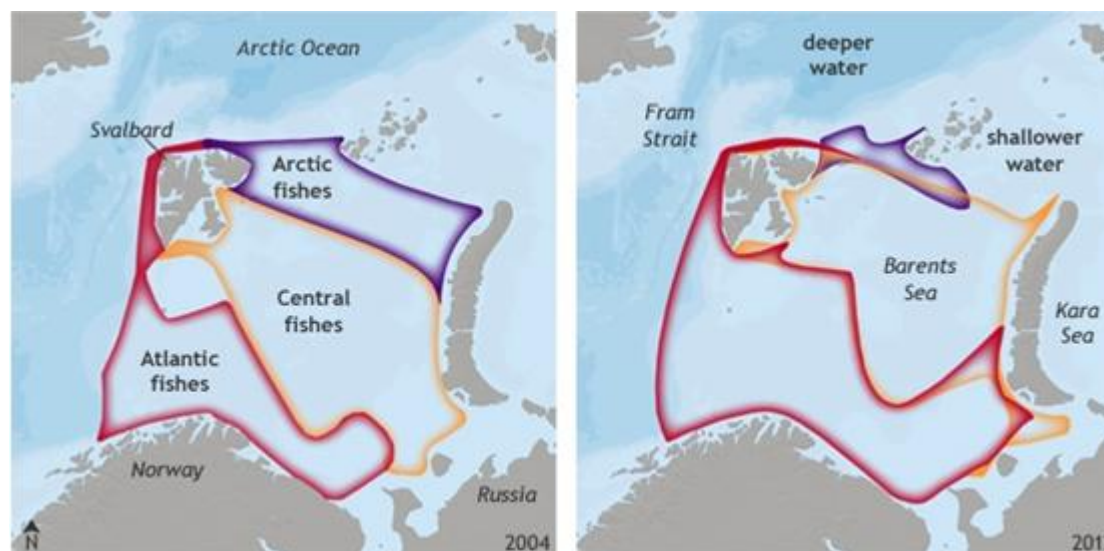 Arctic Ocean
Svalbard
Arctic
fishes
Central
fishes
Atlantic
fishes
Norway
Russia
N
2004
deeper
water
Fram
Strait
shallower
water
Barents
Sea
Kara
Sea
201